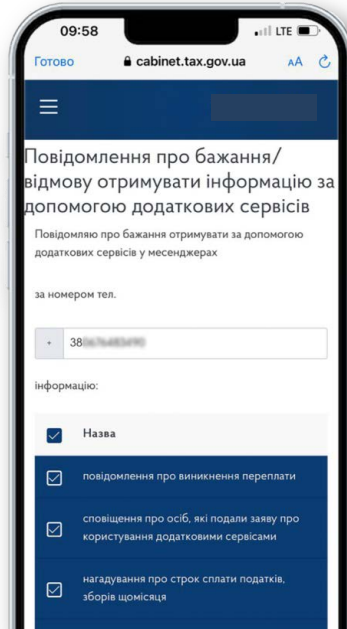 09:58
LTE
Готово
cabinet.tax.gov.ua
AA
Повідомлення про бажання/
відмову отримувати інформацію за
допомогою додаткових сервісів
Повідомляю про бажання отримувати за допомогою
додаткових сервісів у месенджерах
за номером тел.
+ 38
інформацію:
Назва
повідомлення про виникнення переплати
сповіщення про осіб, які подали заяву про
користування додатковими сервісами
нагадування про строк сплати податків,
зборів щомісяця